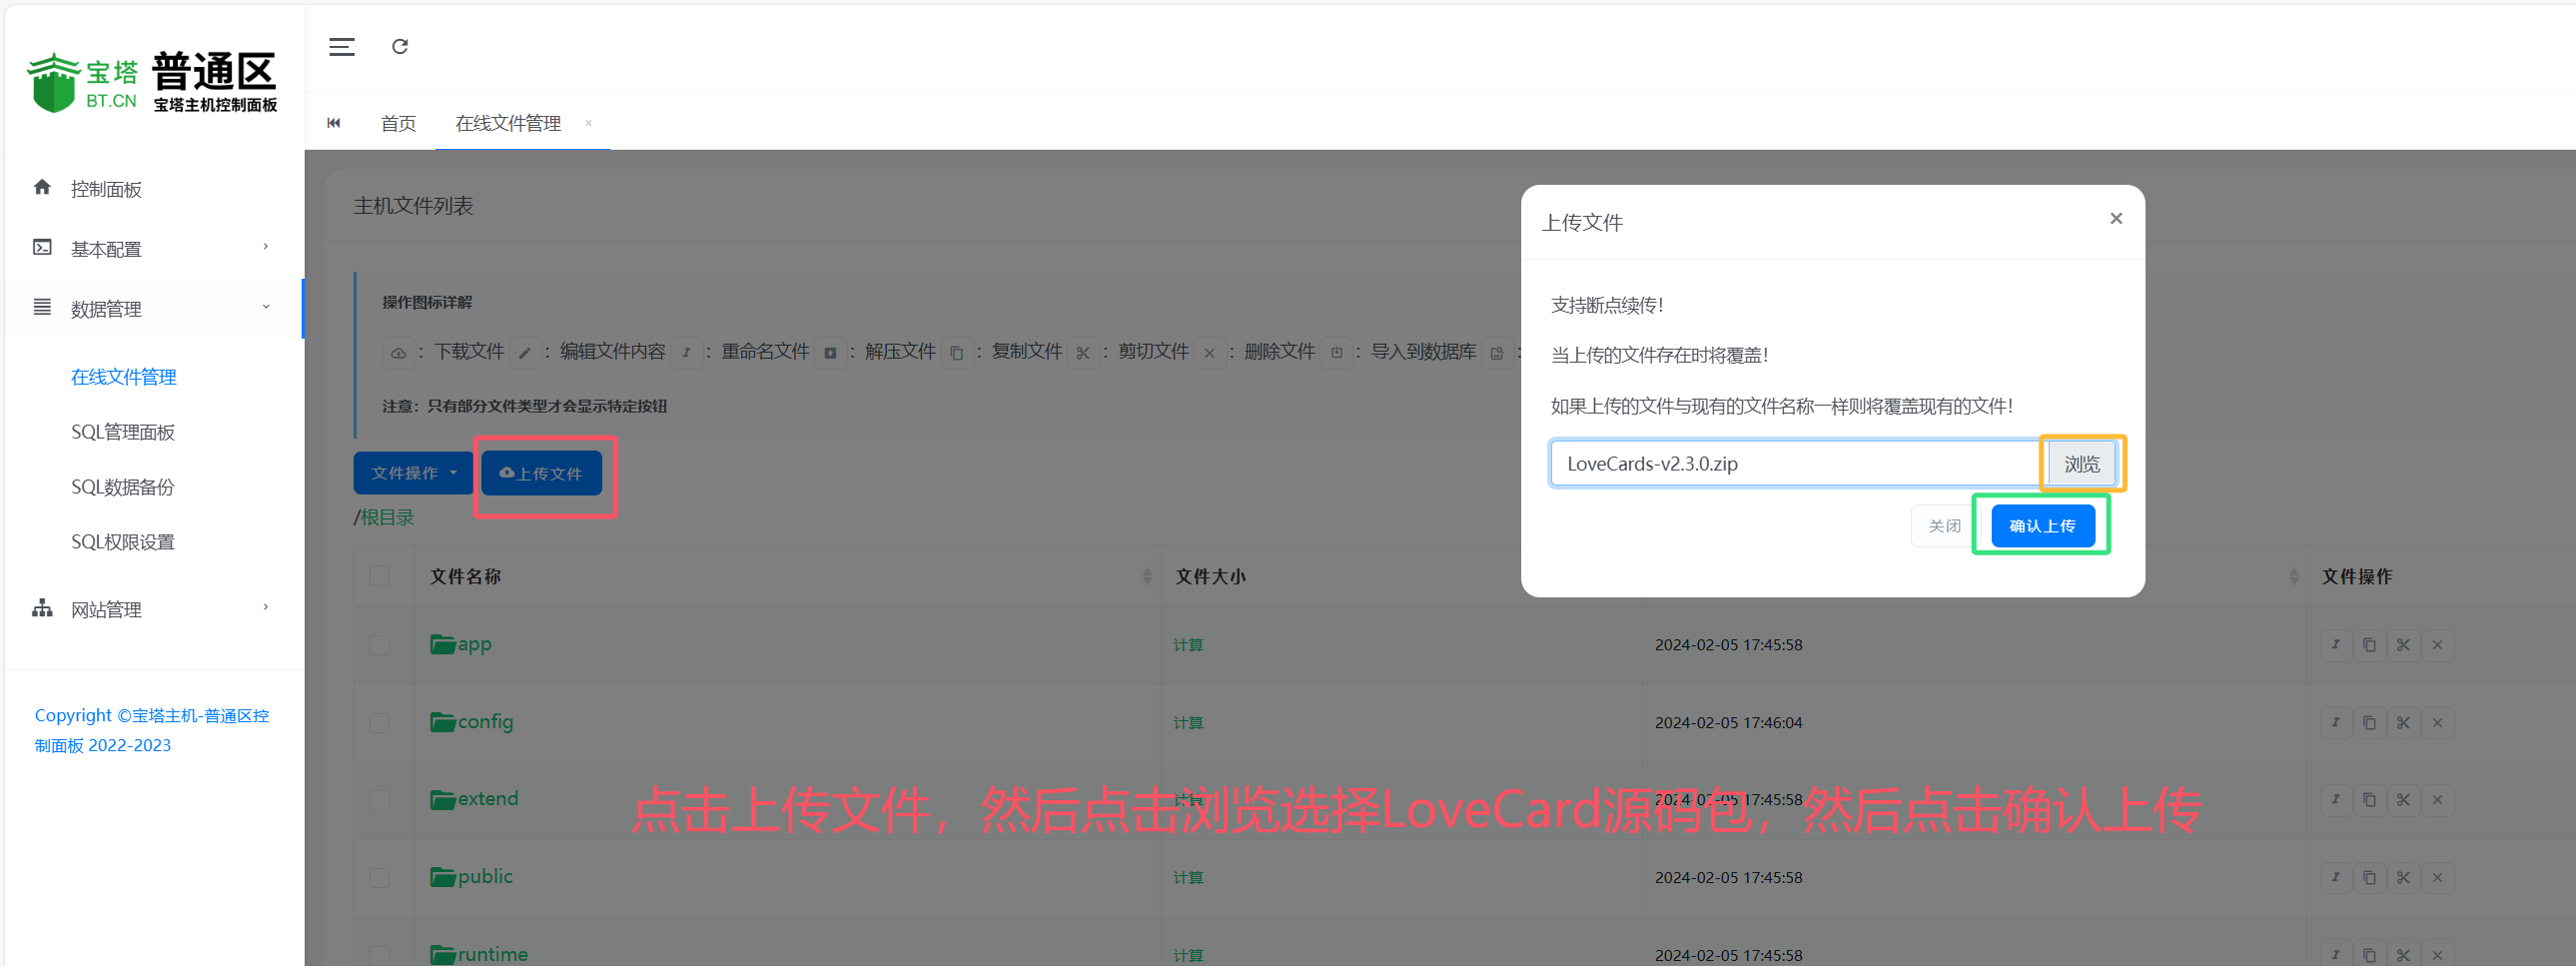 宝塔
BT.CN
普通区
宝塔主机控制面板
首页
在线文件管理
控制面板
基本配置
数据管理
在线文件管理
SQL管理面板
SQL数据备份
SQL权限设置
网站管理
Copyright ©宝塔主机-普通区控
制面板 2022-2023
主机文件列表
操作图标详解
：下载文件 ：编辑文件内容 ：重命名文件 ：解压文件 ：复制文件 ：剪切文件 ：删除文件 ：导入到数据库 ：
注意：只有部分文件类型才会显示特定按钮
文件操作 上传文件
/根目录
文件名称 文件大小 文件操作
app 计算 2024-02-05 17:45:58
config 计算 2024-02-05 17:46:04
extend 计算 2024-02-05 17:45:58
public 计算 2024-02-05 17:45:58
runtime 计算 2024-02-05 17:45:58
点击上传文件，然后点击浏览选择LoveCard源码包，然后点击确认上传
上传文件
支持断点续传！
当上传的文件存在时将覆盖！
如果上传的文件与现有的文件名称一样则将覆盖现有的文件！
LoveCards-v2.3.0.zip 浏览
关闭 确认上传